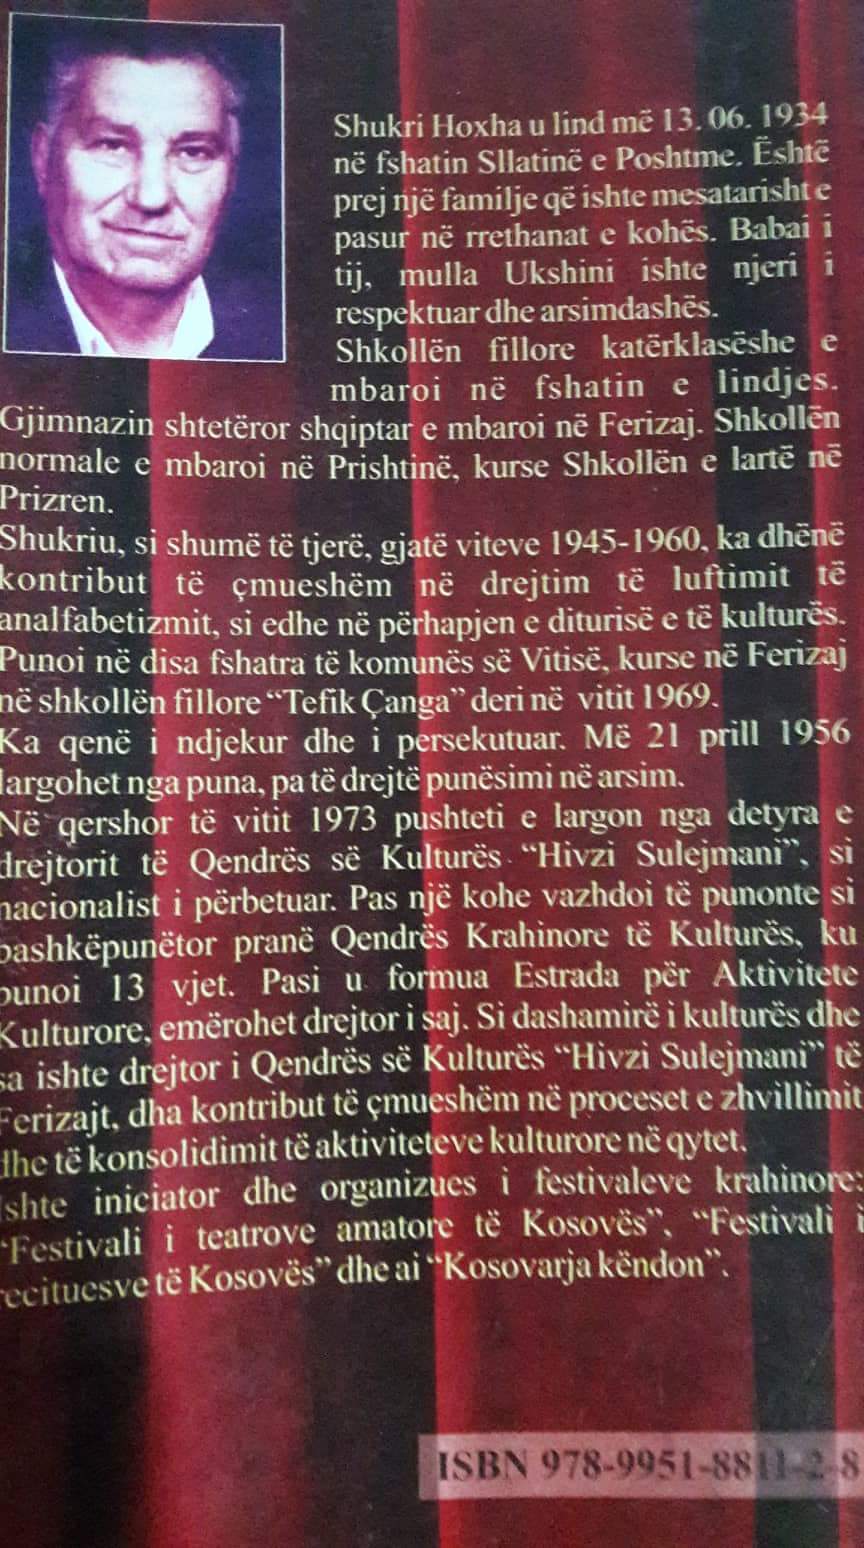 Shukri Hoxha u lind më 13. 06. 1934
në fshatin Sllatinë e Poshtme. Është
prej një familje që ishte mesatarisht e
pasur në rrethanat e kohës. Babai i
tij, mulla Ukshini ishte njeri i
respektuar dhe arsimdashës.
Shkollën fillore katërklasëshe e
mbaroi në fshatin e lindjes.
Gjimnazin shtetëror shqiptar e mbaroi në Ferizaj. Shkollën
normale e mbaroi në Prishtinë, kurse Shkollën e lartë në
Prizren.
Shukriu, si shumë të tjerë, gjatë viteve 1945-1960, ka dhënë
kontribut të çmueshëm në drejtim të luftimit të
analfabetizmit, si edhe në përhapjen e diturisë e të kulturës.
Punoi në disa fshatra të komunës së Vitisë, kurse në Ferizaj
në shkollën fillore “Tefik Çanga” deri në vitit 1969.
Ka qenë i ndjekur dhe i persekutuar. Më 21 prill 1956
largohet nga puna, pa të drejtë punësimi në arsim.
Në qershor të vitit 1973 pushteti e largon nga detyra e
drejtorit të Qendrës së Kulturës “Hivzi Sulejmani”, si
nacionalist i përbetuar. Pas një kohe vazhdoi të punonte si
bashkëpunëtor pranë Qendrës Krahinore të Kulturës, ku
punoi 13 vjet. Pasi u formua Estrada për Aktivitete
Kulturore, emërohet drejtor i saj. Si dashamirë i kulturës dhe
sa ishte drejtor i Qendrës së Kulturës “Hivzi Sulejmani” të
Ferizajt, dha kontribut të çmueshëm në proceset e zhvillimit
dhe të konsolidimit të aktiviteteve kulturore në qytet.
Ishte iniciator dhe organizues i festivaleve krahinore:
“Festivali i teatrove amatore të Kosovës”, “Festivali i
recituesve të Kosovës” dhe ai “Kosovarja këndon”.
ISBN 978-9951-8811-2-8